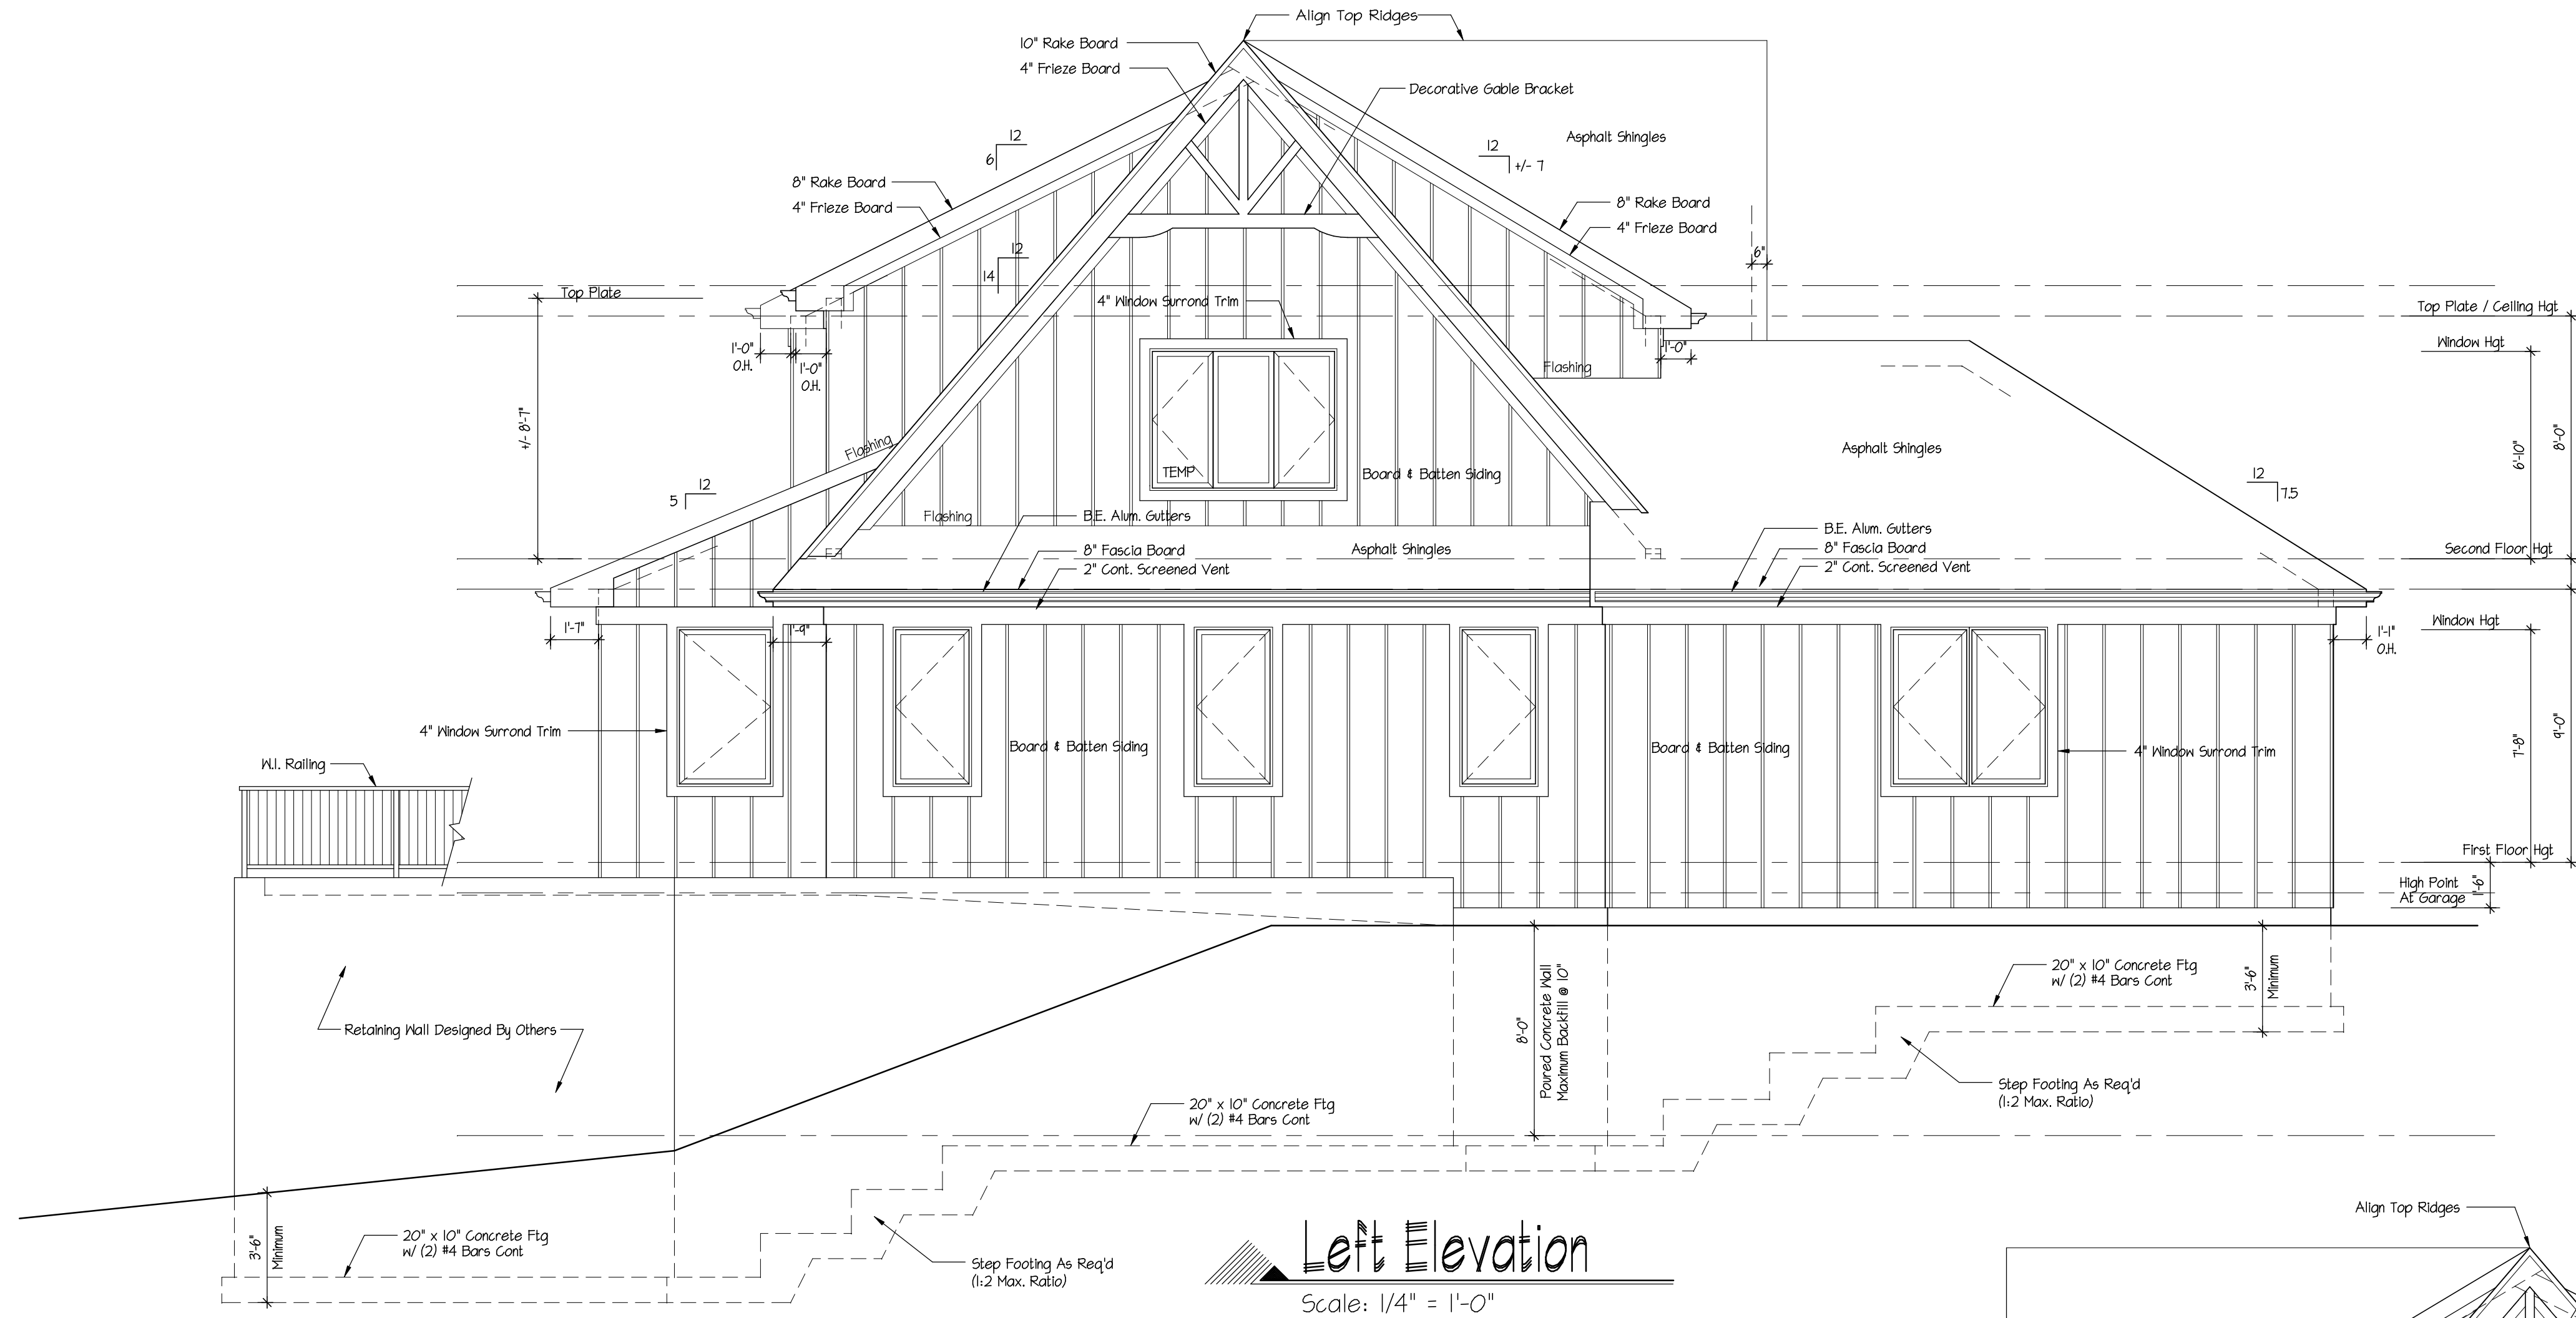 Align Top Ridges
10" Rake Board
4" Frieze Board
Decorative Gable Bracket
12
6
12
+/- 7
Asphalt Shingles
8" Rake Board
4" Frieze Board
8" Rake Board
4" Frieze Board
12
14
6"
Top Plate
4" Window Surrond Trim
Top Plate / Ceiling Hgt
Window Hgt
1'-0"
O.H.
1'-0"
O.H.
1'-0"
Flashing
+/- 8'-7"
Flashing
Asphalt Shingles
6'-10"
8'-0"
TEMP
Board & Batten Siding
12
5
12
7.5
Flashing
B.E. Alum. Gutters
8" Fascia Board
2" Cont. Screened Vent
Asphalt Shingles
B.E. Alum. Gutters
8" Fascia Board
2" Cont. Screened Vent
Second Floor Hgt
1'-7"
1'-9"
Window Hgt
1'-1"
O.H.
4" Window Surrond Trim
Board & Batten Siding
Board & Batten Siding
4" Window Surrond Trim
7'-8"
9'-0"
W.I. Railing
First Floor Hgt
High Point
At Garage
1'-6"
Retaining Wall Designed By Others
8'-0"
Poured Concrete Wall
Maximum Backfill @ 10"
20" x 10" Concrete Ftg
w/ (2) #4 Bars Cont
3'-6"
Minimum
Step Footing As Req'd
(1:2 Max. Ratio)
20" x 10" Concrete Ftg
w/ (2) #4 Bars Cont
3'-6"
Minimum
20" x 10" Concrete Ftg
w/ (2) #4 Bars Cont
Step Footing As Req'd
(1:2 Max. Ratio)
Left Elevation
Scale: 1/4" = 1'-0"
Align Top Ridges